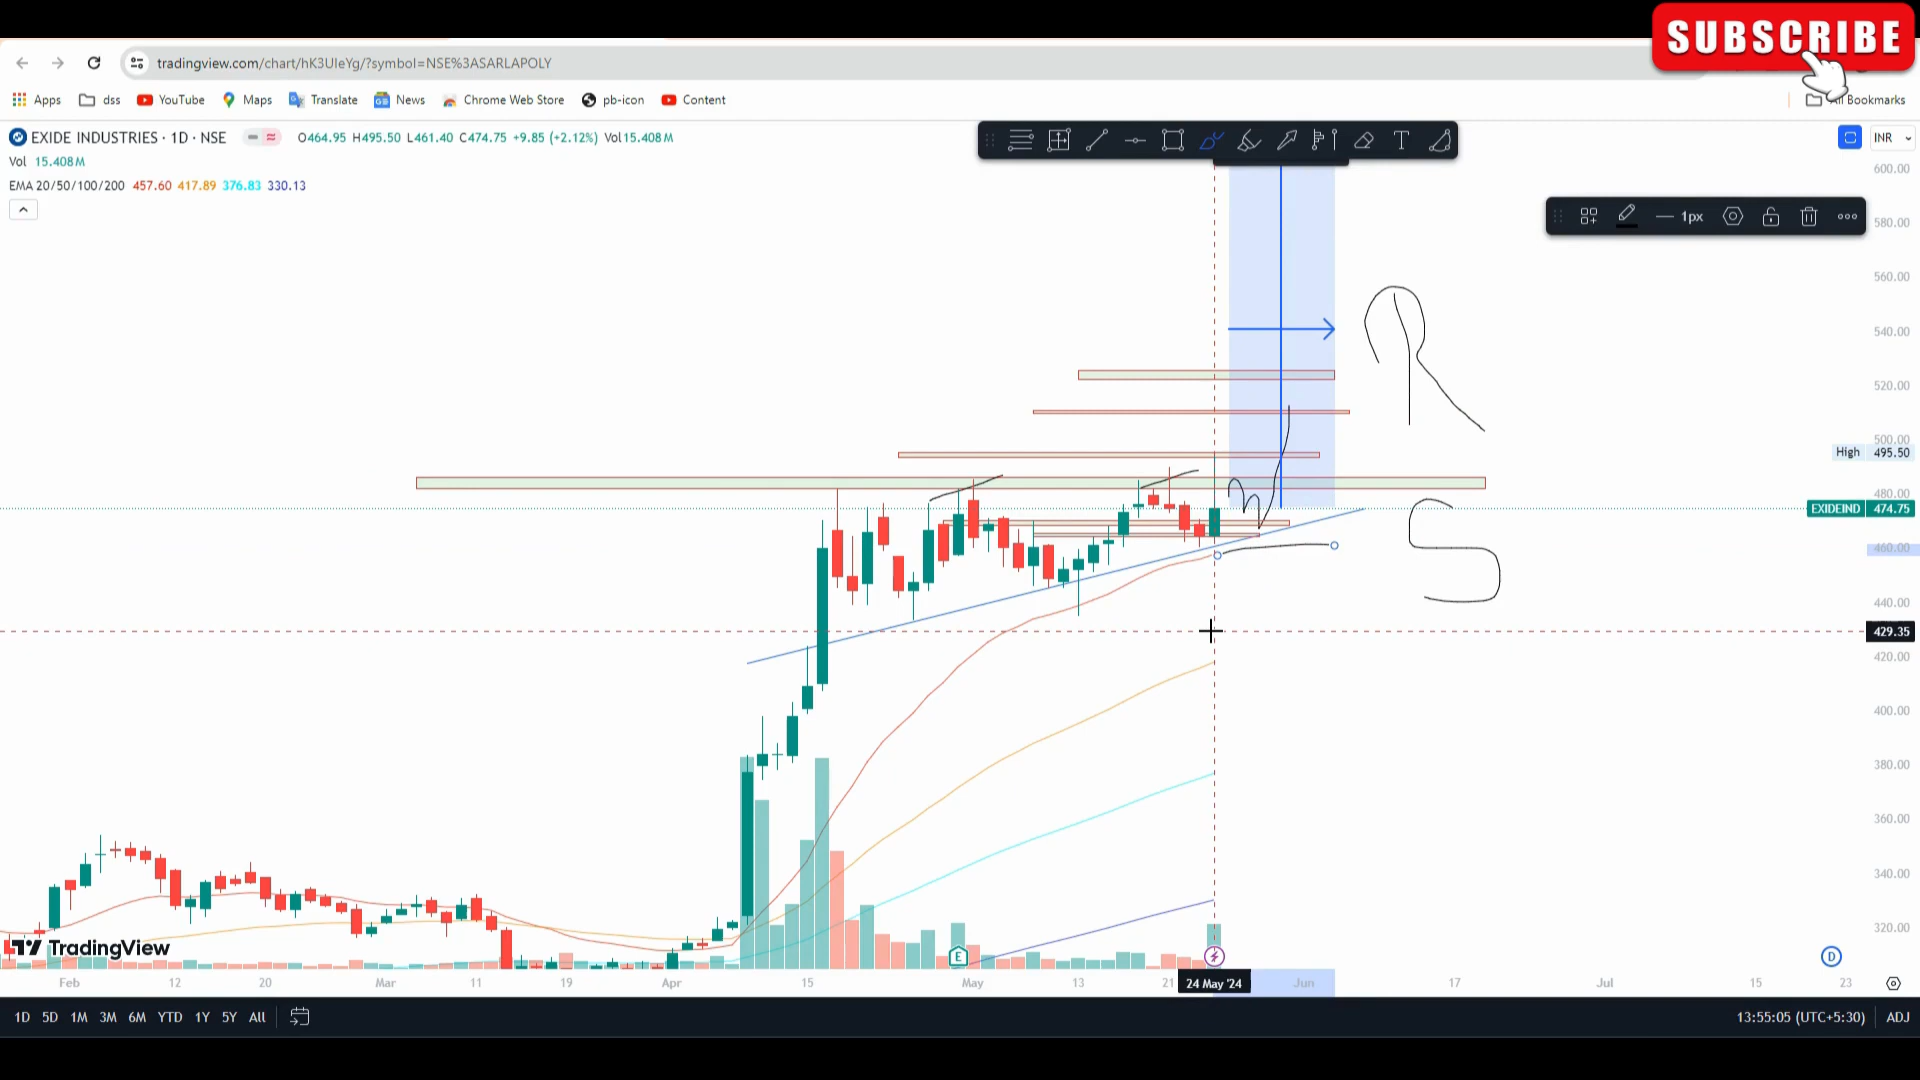 SUBSCRIBE
tradingview.com/chart/hK3UIeYg/?symbol=NSE%3ASARLAPOLY
Apps dss YouTube Maps Translate News Chrome Web Store pb-icon Content All Bookmarks
EXIDE INDUSTRIES · 1D · NSE O464.95 H495.50 L461.40 C474.75 +9.85 (+2.12%) Vol15.408M
INR
Vol 15.408M
EMA 20/50/100/200 457.60 417.89 376.83 330.13
600.00
1px
580.00
560.00
540.00
R
520.00
500.00
High 495.50
480.00
EXIDEIND 474.75
S
460.00
440.00
429.35
420.00
400.00
380.00
360.00
340.00
320.00
TradingView
E
D
Feb 12 20 Mar 11 19 Apr 15 May 13 21 24 May '24 Jun 17 Jul 15 23
1D 5D 1M 3M 6M YTD 1Y 5Y All
13:55:05 (UTC+5:30) ADJ